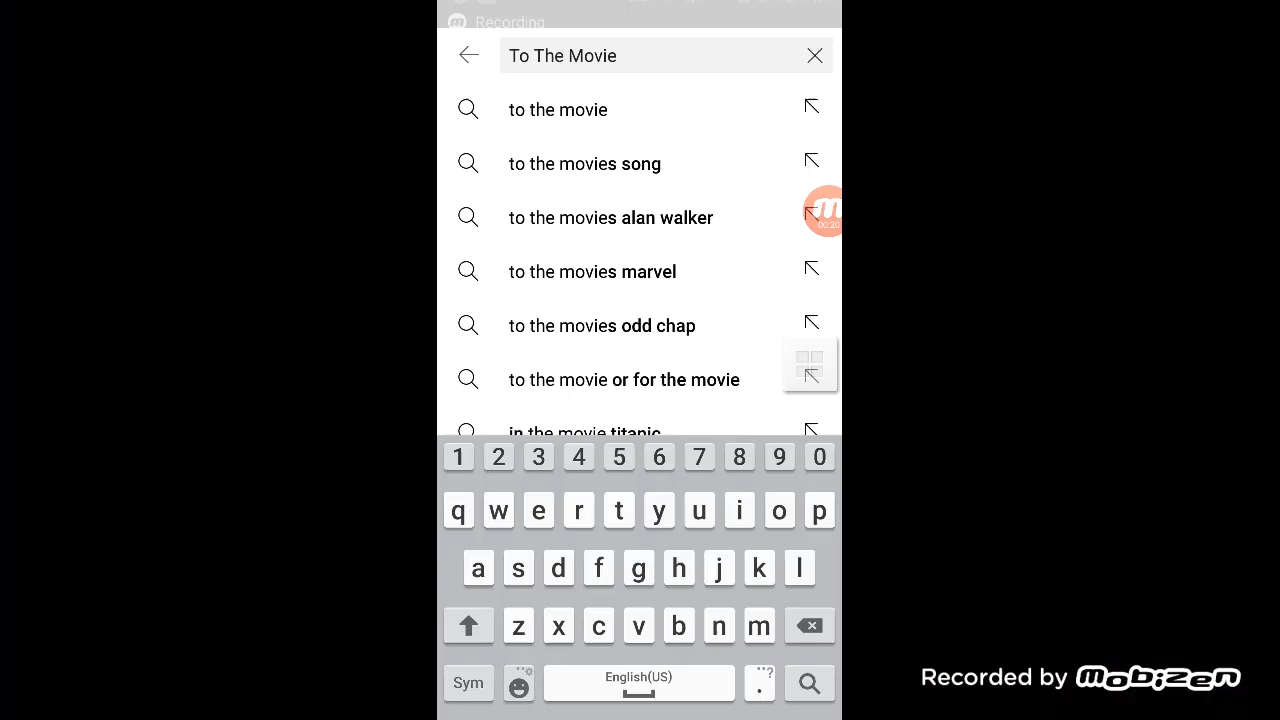 Recording
To The Movie
to the movie
to the movies song
to the movies alan walker
00:20
to the movies marvel
to the movies odd chap
to the movie or for the movie
in the movie titanic
1 2 3 4 5 6 7 8 9 0
q w e r t y u i o p
a s d f g h j k l
z x c v b n m
Sym English(US) . ?
Recorded by mobizen